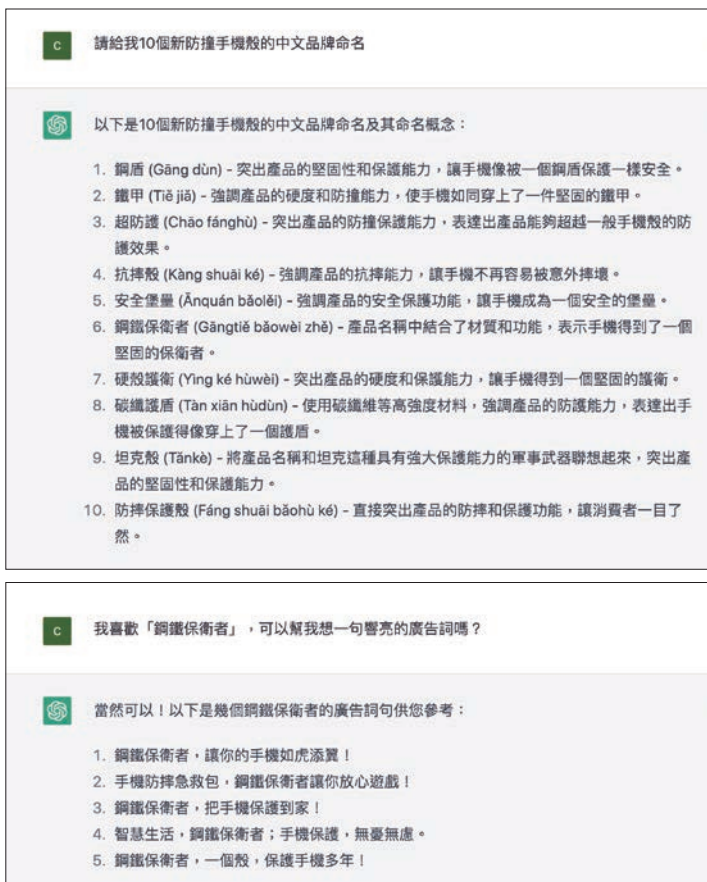 C 請給我10個新防撞手機殼的中文品牌命名
以下是10個新防撞手機殼的中文品牌命名及其命名概念：
1. 鋼盾 (Gāng dùn) - 突出產品的堅固性和保護能力，讓手機像被一個鋼盾保護一樣安全。
2. 鐵甲 (Tiě jiǎ) - 強調產品的硬度和防撞能力，使手機如同穿上了一件堅固的鐵甲。
3. 超防護 (Chāo fánghù) - 突出產品的防撞保護能力，表達出產品能夠超越一般手機殼的防
護效果。
4. 抗摔殼 (Kàng shuāi ké) - 強調產品的抗摔能力，讓手機不再容易被意外摔壞。
5. 安全堡壘 (Ānquán bǎolěi) - 強調產品的安全保護功能，讓手機成為一個安全的堡壘。
6. 鋼鐵保衛者 (Gāngtiě bǎowèi zhě) - 產品名稱中結合了材質和功能，表示手機得到了一個
堅固的保衛者。
7. 硬殼護衛 (Yìng ké hùwèi) - 突出產品的硬度和保護能力，讓手機得到一個堅固的護衛。
8. 碳纖護盾 (Tàn xiān hùdùn) - 使用碳纖維等高強度材料，強調產品的防護能力，表達出手
機被保護得像穿上了一個護盾。
9. 坦克殼 (Tǎnkè) - 將產品名稱和坦克這種具有強大保護能力的軍事武器聯想起來，突出產
品的堅固性和保護能力。
10. 防摔保護殼 (Fáng shuāi bǎohù ké) - 直接突出產品的防摔和保護功能，讓消費者一目了
然。
C 我喜歡「鋼鐵保衛者」，可以幫我想一句響亮的廣告詞嗎？
當然可以！以下是幾個鋼鐵保衛者的廣告詞句供您參考：
1. 鋼鐵保衛者，讓你的手機如虎添翼！
2. 手機防摔急救包，鋼鐵保衛者讓你放心遊戲！
3. 鋼鐵保衛者，把手機保護到家！
4. 智慧生活，鋼鐵保衛者；手機保護，無憂無慮。
5. 鋼鐵保衛者，一個殼，保護手機多年！